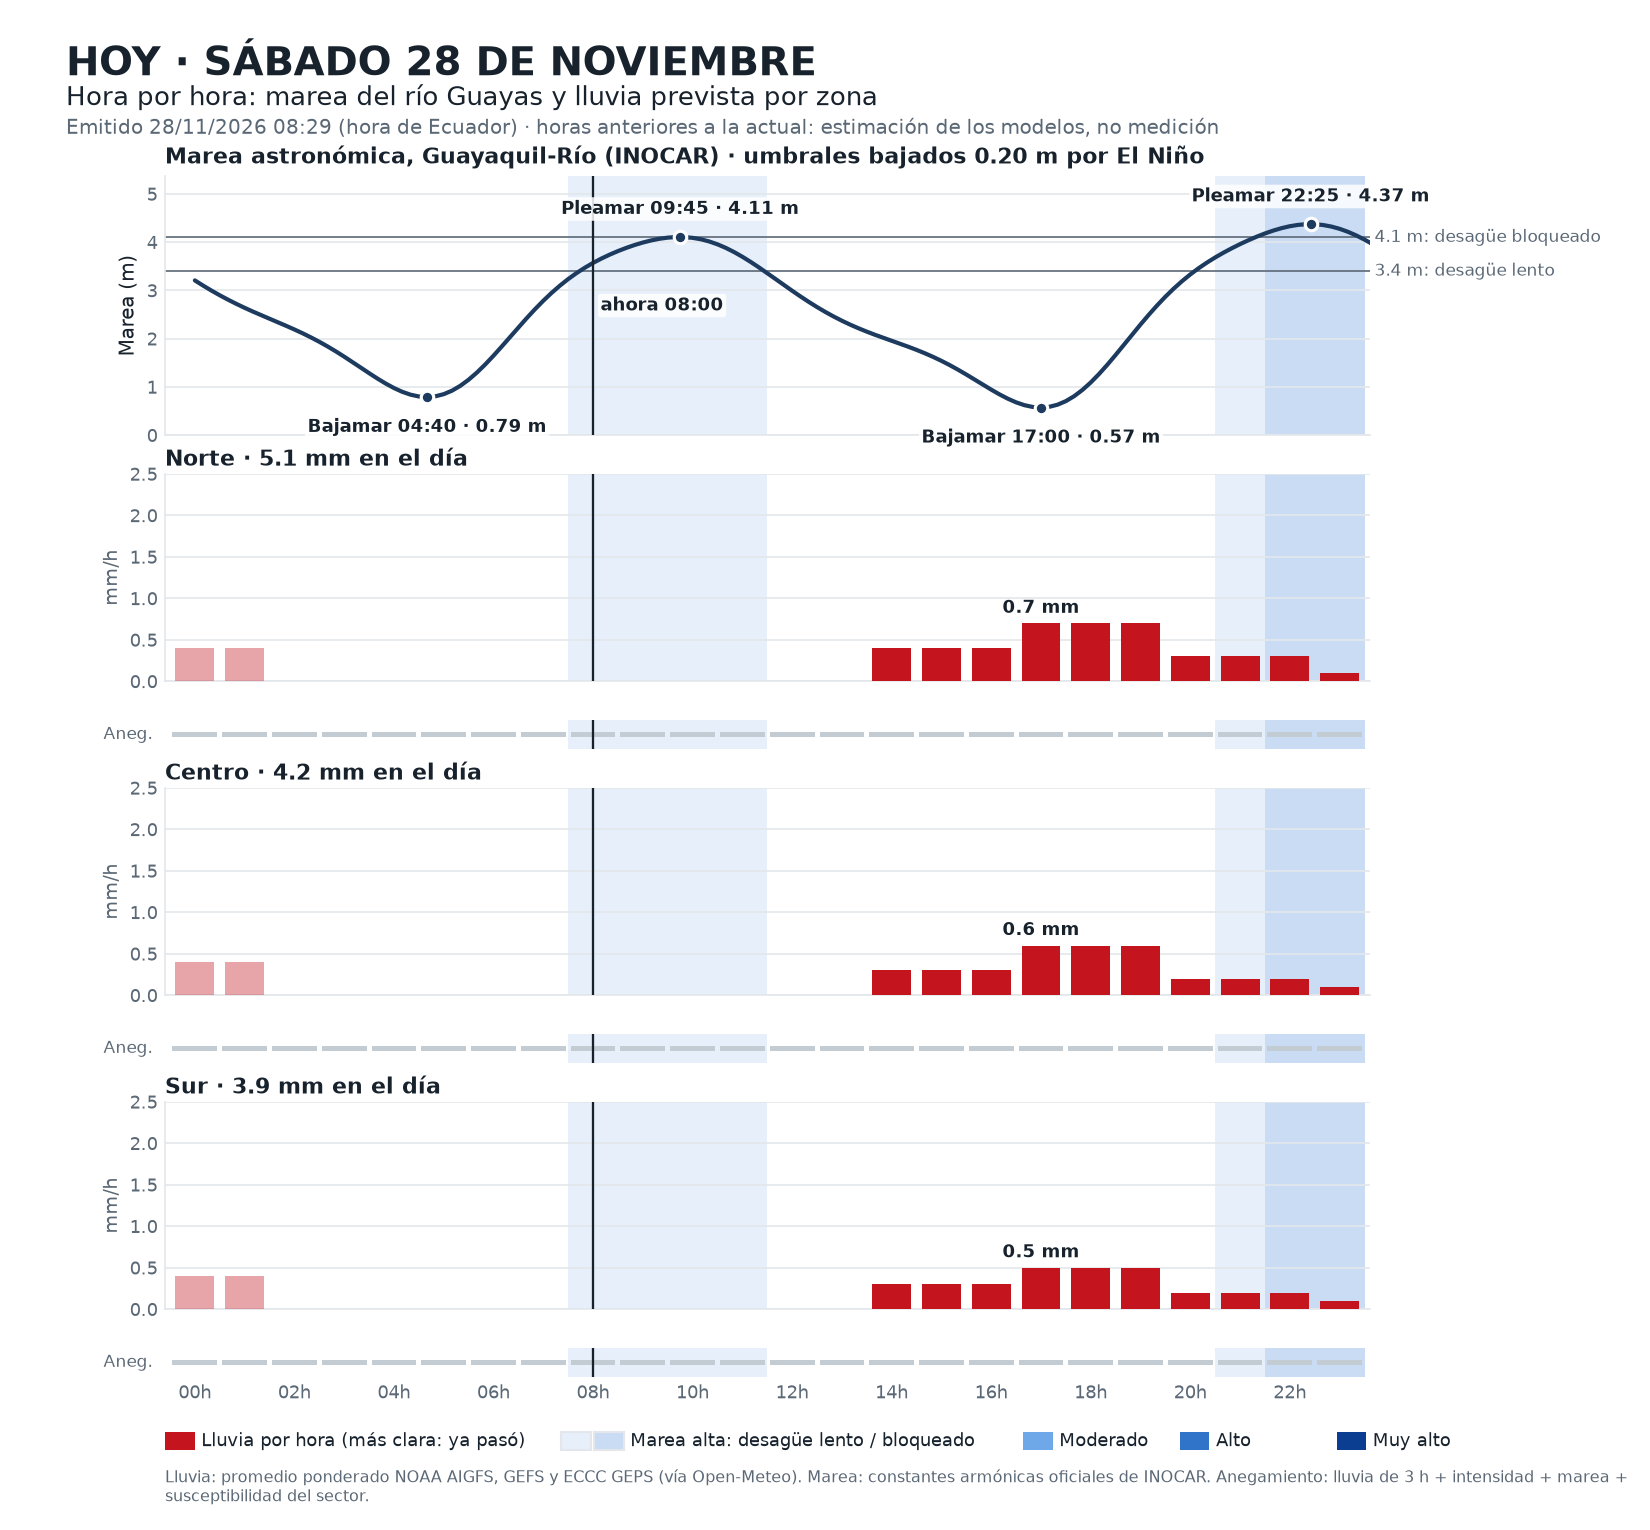 HOY · SÁBADO 28 DE NOVIEMBRE
Hora por hora: marea del río Guayas y lluvia prevista por zona
Emitido 28/11/2026 08:29 (hora de Ecuador) · horas anteriores a la actual: estimación de los modelos, no medición
Marea astronómica, Guayaquil-Río (INOCAR) · umbrales bajados 0.20 m por El Niño
Marea (m)
5
4
3
2
1
0
Pleamar 09:45 · 4.11 m
Pleamar 22:25 · 4.37 m
4.1 m: desagüe bloqueado
3.4 m: desagüe lento
ahora 08:00
Bajamar 04:40 · 0.79 m
Bajamar 17:00 · 0.57 m
Norte · 5.1 mm en el día
mm/h
2.5
2.0
1.5
1.0
0.5
0.0
0.7 mm
Aneg.
Centro · 4.2 mm en el día
mm/h
2.5
2.0
1.5
1.0
0.5
0.0
0.6 mm
Aneg.
Sur · 3.9 mm en el día
mm/h
2.5
2.0
1.5
1.0
0.5
0.0
0.5 mm
Aneg.
00h 02h 04h 06h 08h 10h 12h 14h 16h 18h 20h 22h
Lluvia por hora (más clara: ya pasó) Marea alta: desagüe lento / bloqueado Moderado Alto Muy alto
Lluvia: promedio ponderado NOAA AIGFS, GEFS y ECCC GEPS (vía Open-Meteo). Marea: constantes armónicas oficiales de INOCAR. Anegamiento: lluvia de 3 h + intensidad + marea +
susceptibilidad del sector.